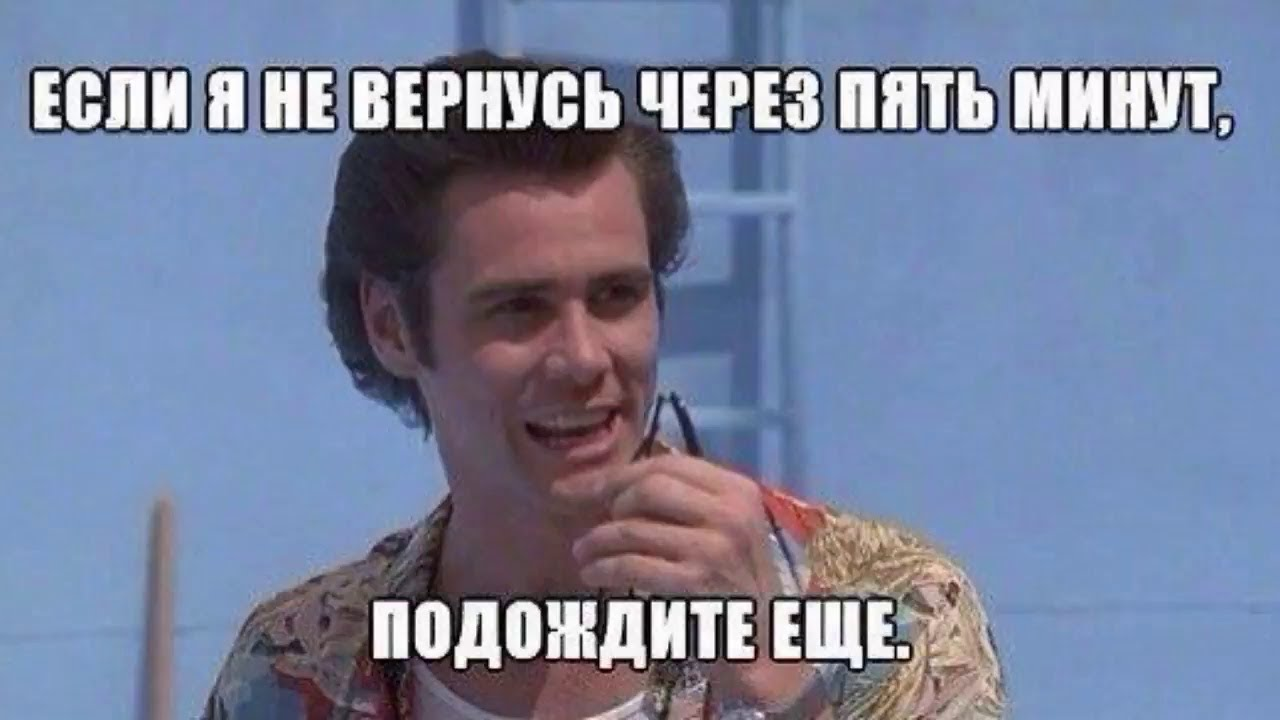 ЕСЛИ Я НЕ ВЕРНУСЬ ЧЕРЕЗ ПЯТЬ МИНУТ,
ПОДОЖДИТЕ ЕЩЕ.